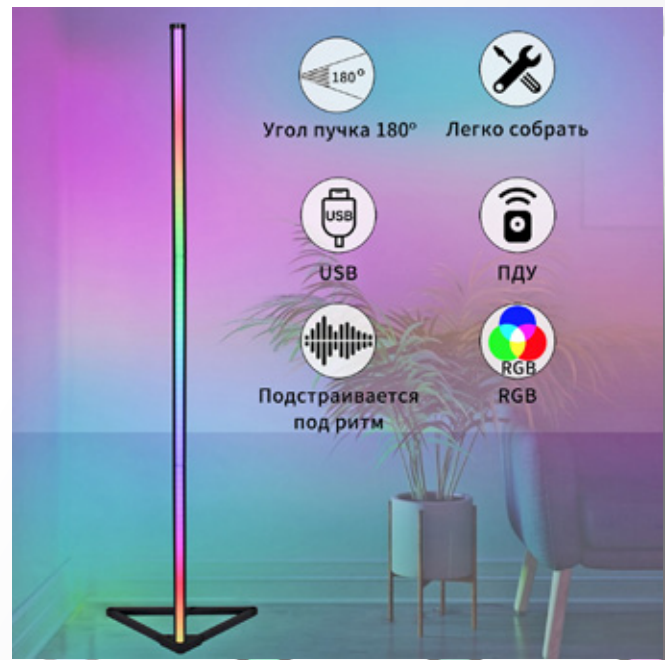 180°
Угол пучка 180°
Легко собрать
USB
USB
ПДУ
Подстраивается
под ритм
RGB
RGB